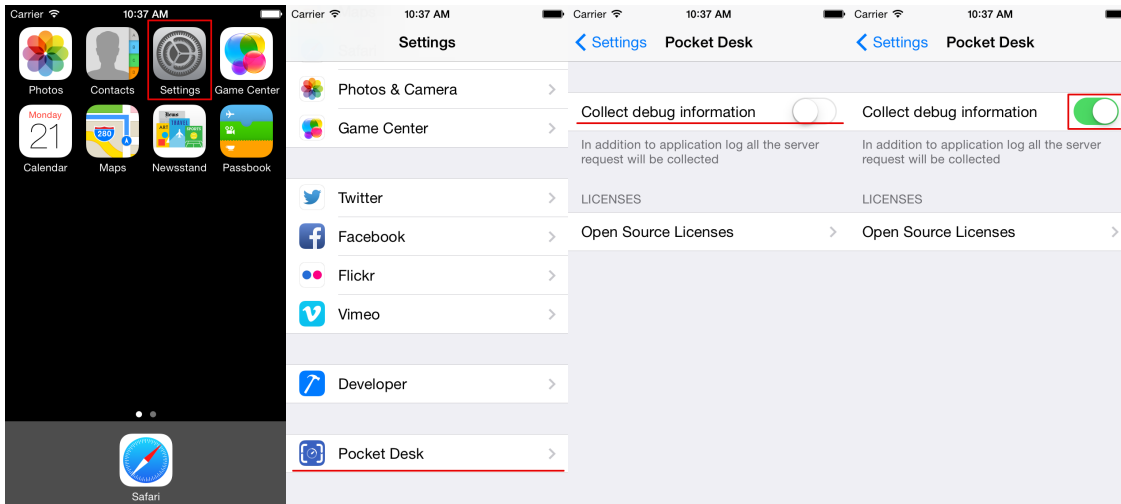 Carrier 10:37 AM
Photos Contacts Settings Game Center
Monday
21
280
ART TRAVEL SPORTS
Calendar Maps Newsstand Passbook
Safari
Carrier 10:37 AM
Settings
Photos & Camera
Game Center
Twitter
Facebook
Flickr
Vimeo
Developer
Pocket Desk
Carrier 10:37 AM
Settings Pocket Desk
Collect debug information
In addition to application log all the server
request will be collected
LICENSES
Open Source Licenses
Carrier 10:37 AM
Settings Pocket Desk
Collect debug information
In addition to application log all the server
request will be collected
LICENSES
Open Source Licenses